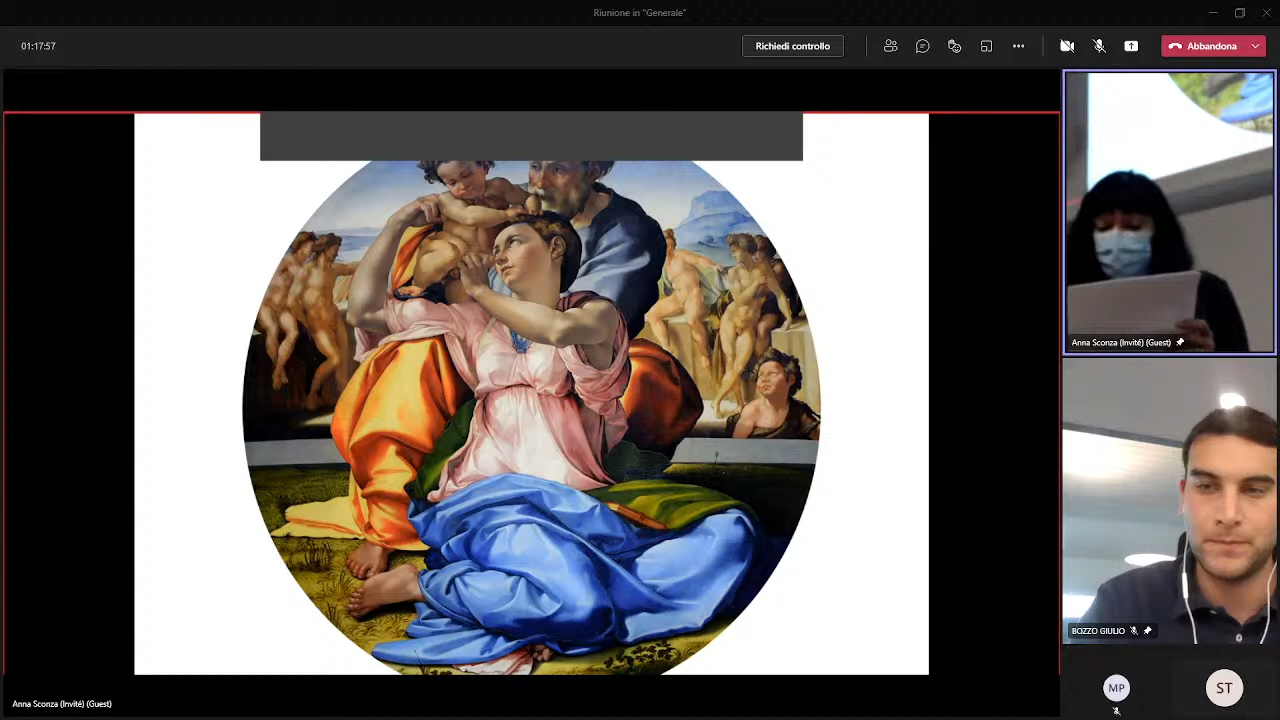 Riunione in "Generale"
01:17:57
Richiedi controllo
Abbandona
Anna Sconza (Invité) (Guest)
BOZZO GIULIO
MP
ST
Anna Sconza (Invité) (Guest)